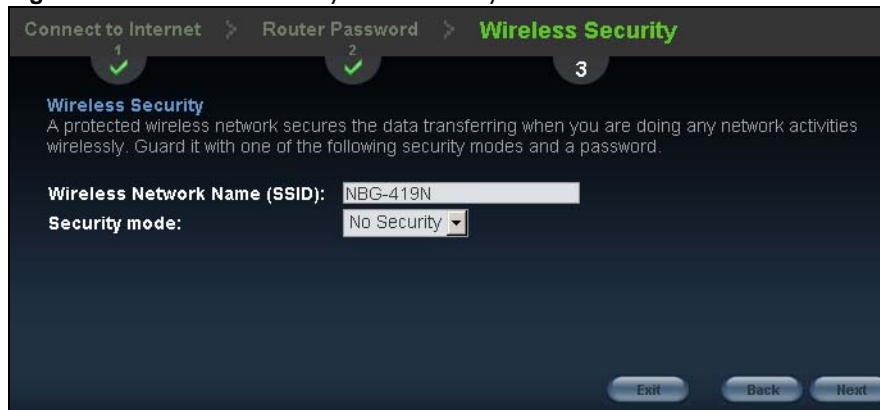 Connect to Internet > Router Password > Wireless Security
1 2 3
Wireless Security
A protected wireless network secures the data transferring when you are doing any network activities
wirelessly. Guard it with one of the following security modes and a password.
Wireless Network Name (SSID): NBG-419N
Security mode: No Security
Exit Back Next